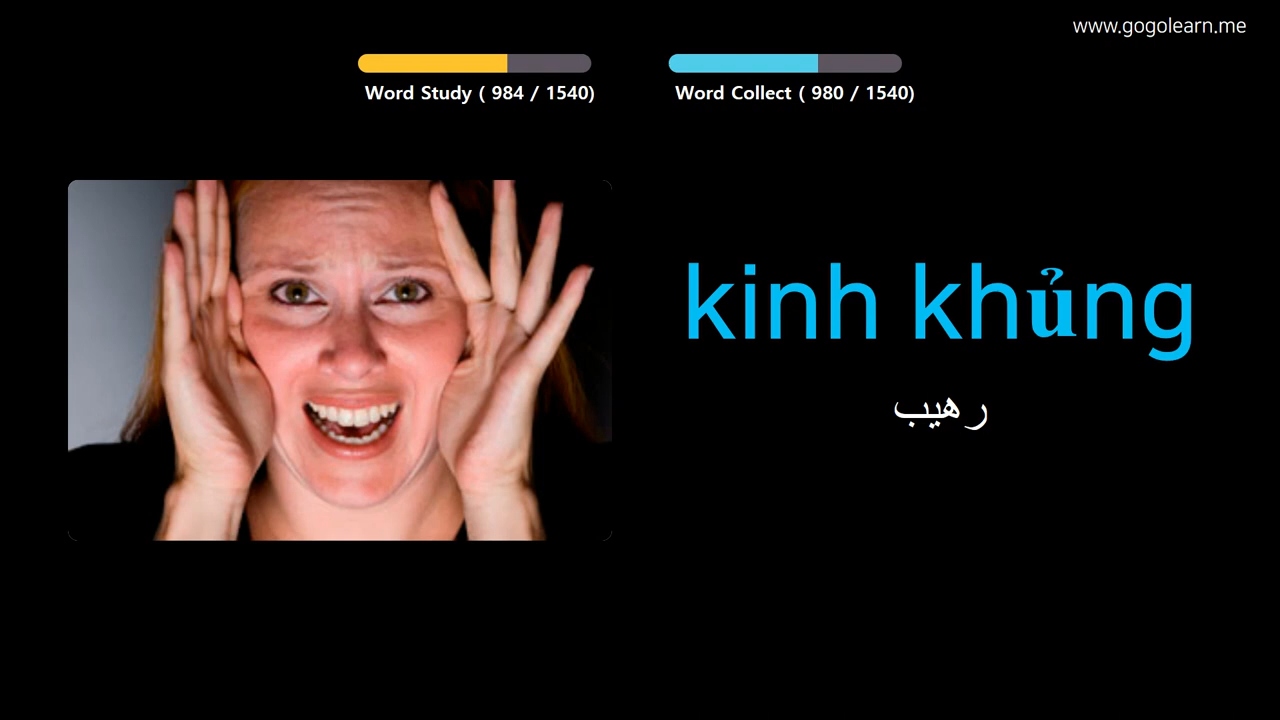 www.gogolearn.me
Word Study ( 984 / 1540)
Word Collect ( 980 / 1540)
kinh khủng
رهيب